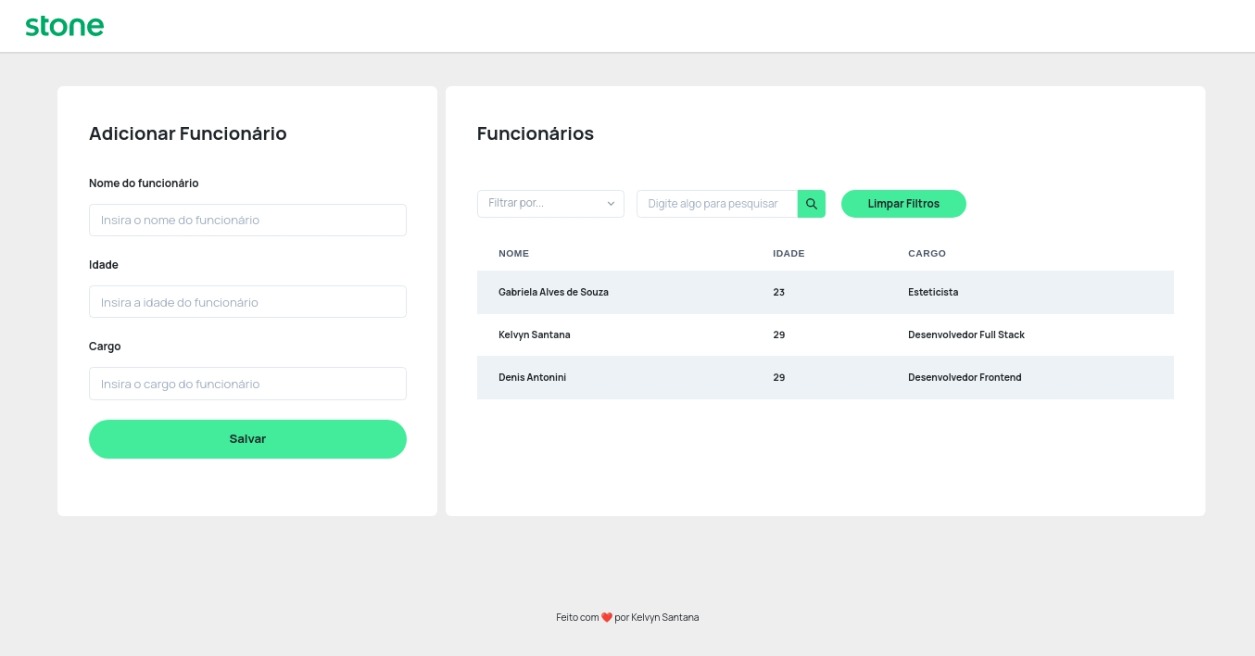 stone
Adicionar Funcionário
Nome do funcionário
Insira o nome do funcionário
Idade
Insira a idade do funcionário
Cargo
Insira o cargo do funcionário
Salvar
Funcionários
Filtrar por... Digite algo para pesquisar Limpar Filtros
NOME IDADE CARGO
Gabriela Alves de Souza 23 Esteticista
Kelvyn Santana 29 Desenvolvedor Full Stack
Denis Antonini 29 Desenvolvedor Frontend
Feito com ❤️ por Kelvyn Santana